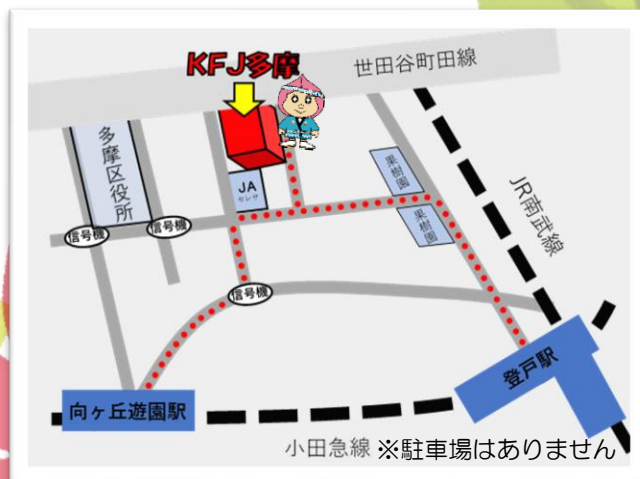 KFJ多摩
世田谷町田線
多摩区役所
JA
セレサ
果樹園
果樹園
信号機
信号機
信号機
JR南武線
登戸駅
向ヶ丘遊園駅
小田急線
※駐車場はありません